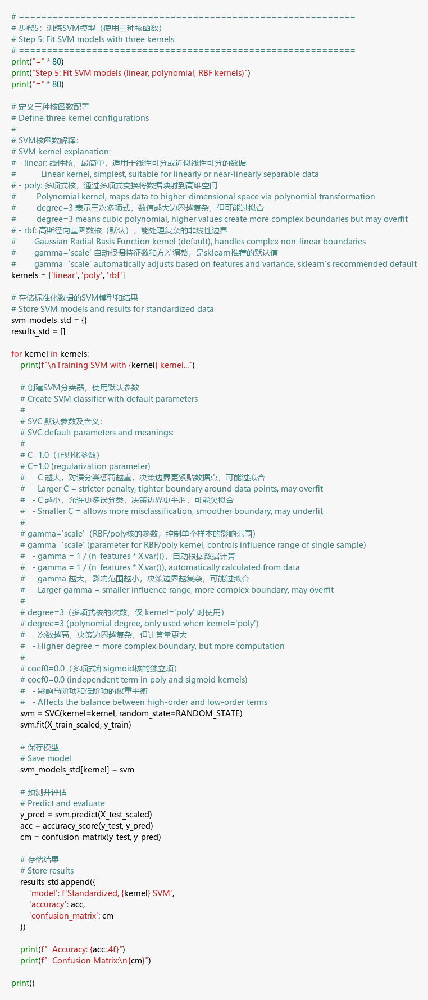 # ============================================================
# 步骤5：训练SVM模型（使用三种核函数）
# Step 5: Fit SVM models with three kernels
# ============================================================
print("=" * 80)
print("Step 5: Fit SVM models (linear, polynomial, RBF kernels)")
print("=" * 80)
# 定义三种核函数配置
# Define three kernel configurations
#
# SVM核函数解释：
# SVM kernel explanation:
# - linear: 线性核，最简单，适用于线性可分或近似线性可分的数据
#           Linear kernel, simplest, suitable for linearly or near-linearly separable data
# - poly: 多项式核，通过多项式变换将数据映射到高维空间
#         Polynomial kernel, maps data to higher-dimensional space via polynomial transformation
#         degree=3 表示三次多项式，数值越大边界越复杂，但可能过拟合
#         degree=3 means cubic polynomial, higher values create more complex boundaries but may overfit
# - rbf: 高斯径向基函数核（默认），能处理复杂的非线性边界
#        Gaussian Radial Basis Function kernel (default), handles complex non-linear boundaries
#        gamma='scale' 自动根据特征数和方差调整，是sklearn推荐的默认值
#        gamma='scale' automatically adjusts based on features and variance, sklearn's recommended default
kernels = ['linear', 'poly', 'rbf']
# 存储标准化数据的SVM模型和结果
# Store SVM models and results for standardized data
svm_models_std = {}
results_std = []
for kernel in kernels:
    print(f"\nTraining SVM with {kernel} kernel...")
    # 创建SVM分类器，使用默认参数
    # Create SVM classifier with default parameters
    #
    # SVC 默认参数及含义：
    # SVC default parameters and meanings:
    #
    # C=1.0（正则化参数）
    # C=1.0 (regularization parameter)
    #   - C 越大，对误分类惩罚越重，决策边界更紧贴数据点，可能过拟合
    #   - Larger C = stricter penalty, tighter boundary around data points, may overfit
    #   - C 越小，允许更多误分类，决策边界更平滑，可能欠拟合
    #   - Smaller C = allows more misclassification, smoother boundary, may underfit
    #
    # gamma='scale'（RBF/poly核的参数，控制单个样本的影响范围）
    # gamma='scale' (parameter for RBF/poly kernel, controls influence range of single sample)
    #   - gamma = 1 / (n_features * X.var())，自动根据数据计算
    #   - gamma = 1 / (n_features * X.var()), automatically calculated from data
    #   - gamma 越大，影响范围越小，决策边界越复杂，可能过拟合
    #   - Larger gamma = smaller influence range, more complex boundary, may overfit
    #
    # degree=3（多项式核的次数，仅 kernel='poly' 时使用）
    # degree=3 (polynomial degree, only used when kernel='poly')
    #   - 次数越高，决策边界越复杂，但计算量更大
    #   - Higher degree = more complex boundary, but more computation
    #
    # coef0=0.0（多项式和sigmoid核的独立项）
    # coef0=0.0 (independent term in poly and sigmoid kernels)
    #   - 影响高阶项和低阶项的权重平衡
    #   - Affects the balance between high-order and low-order terms
    svm = SVC(kernel=kernel, random_state=RANDOM_STATE)
    svm.fit(X_train_scaled, y_train)
    # 保存模型
    # Save model
    svm_models_std[kernel] = svm
    # 预测并评估
    # Predict and evaluate
    y_pred = svm.predict(X_test_scaled)
    acc = accuracy_score(y_test, y_pred)
    cm = confusion_matrix(y_test, y_pred)
    # 存储结果
    # Store results
    results_std.append({
        'model': f'Standardized, {kernel} SVM',
        'accuracy': acc,
        'confusion_matrix': cm
    })
    print(f"  Accuracy: {acc:.4f}")
    print(f"  Confusion Matrix:\n{cm}")
print()